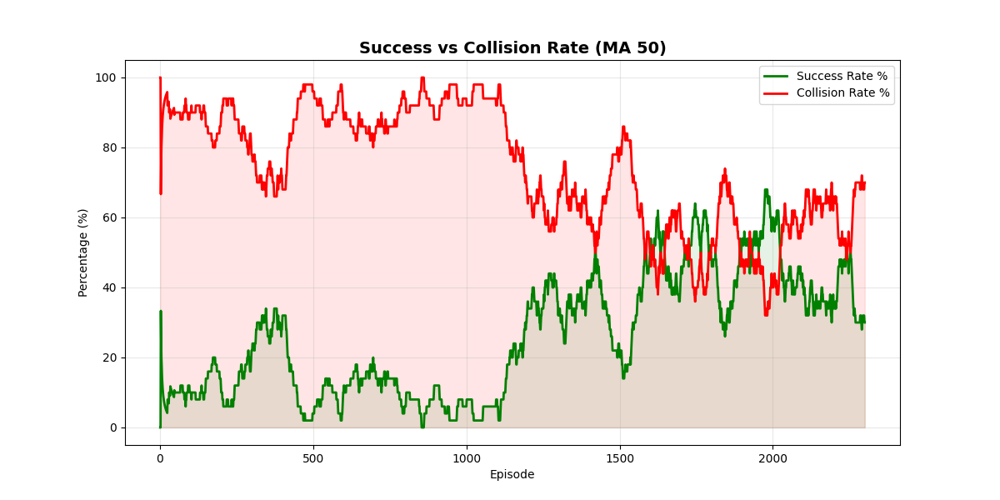 Success vs Collision Rate (MA 50)
Success Rate %
Collision Rate %
Percentage (%)
100
80
60
40
20
0
0
500
1000
1500
2000
Episode